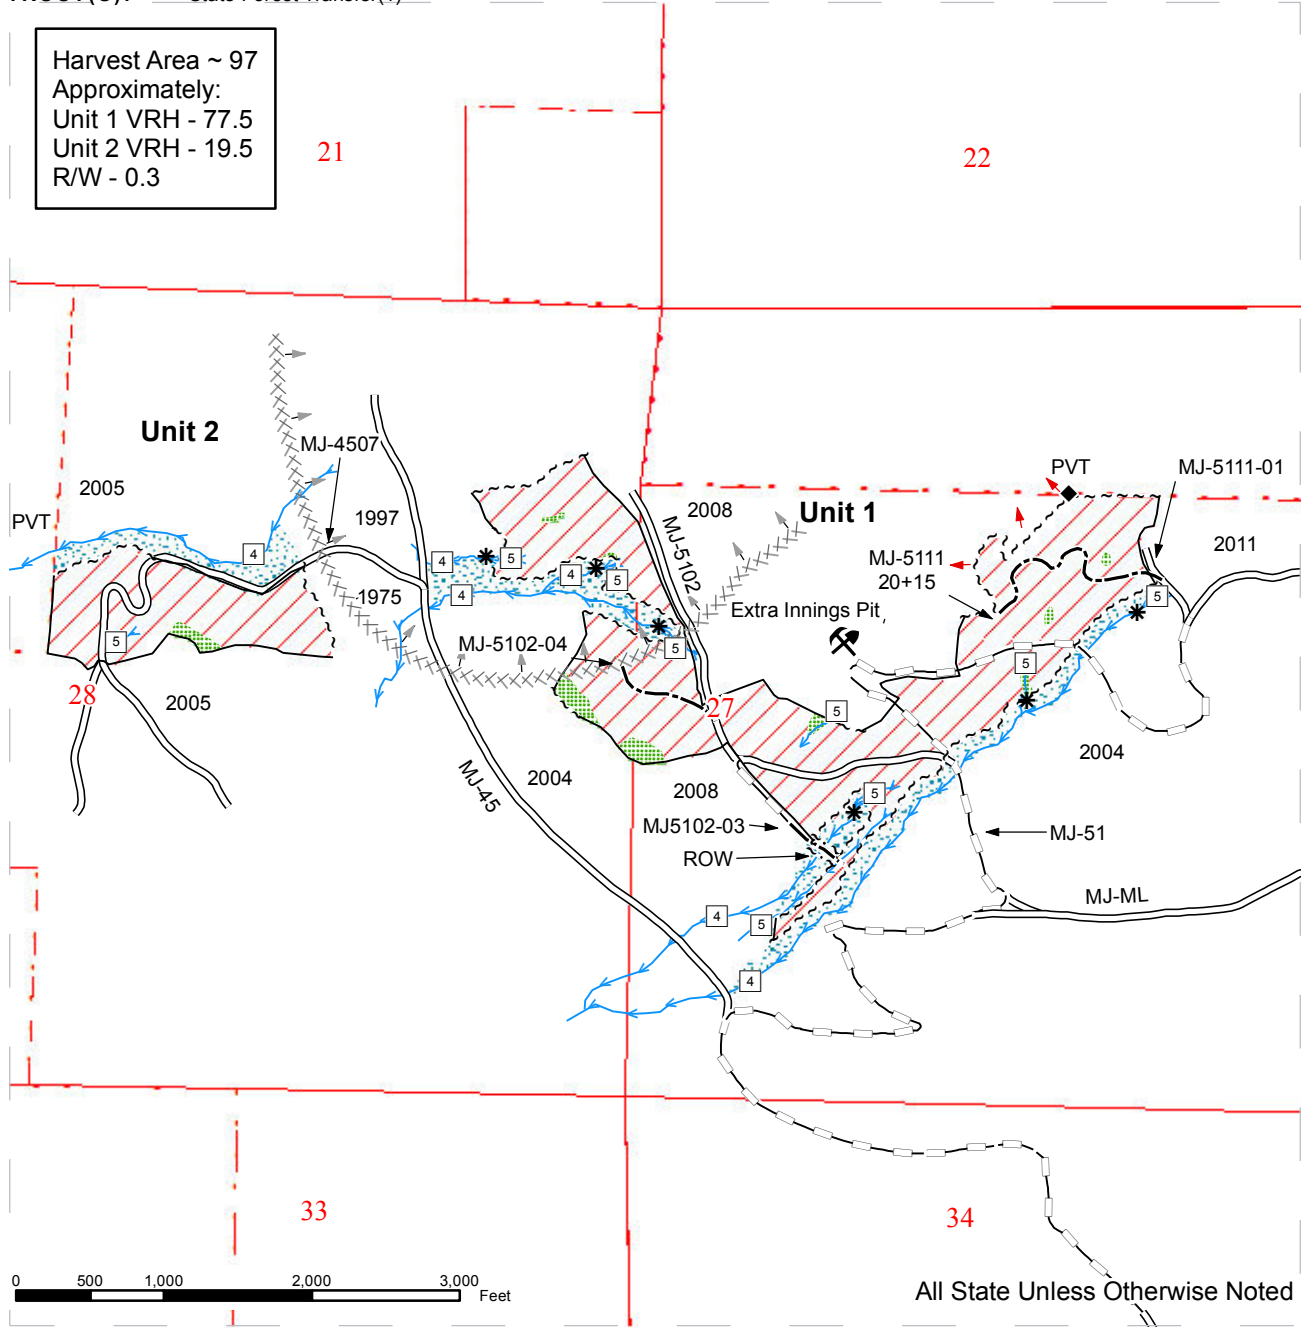 State Forest Transfer(1)
Harvest Area ~ 97
Approximately:
Unit 1 VRH - 77.5
Unit 2 VRH - 19.5
R/W - 0.3
21
22
Unit 2
MJ-4507
2005
PVT
1997
4
1975
5
28
2005
MJ-5102
2008
Unit 1
PVT
MJ-5111-01
2011
MJ-5111
20+15
4
5
4
5
4
5
Extra Innings Pit
MJ-5102-04
27
5
5
5
2004
MJ-45
2004
2008
5
MJ5102-03
ROW
MJ-51
MJ-ML
4
5
4
33
34
0 500 1,000 2,000 3,000
Feet
All State Unless Otherwise Noted